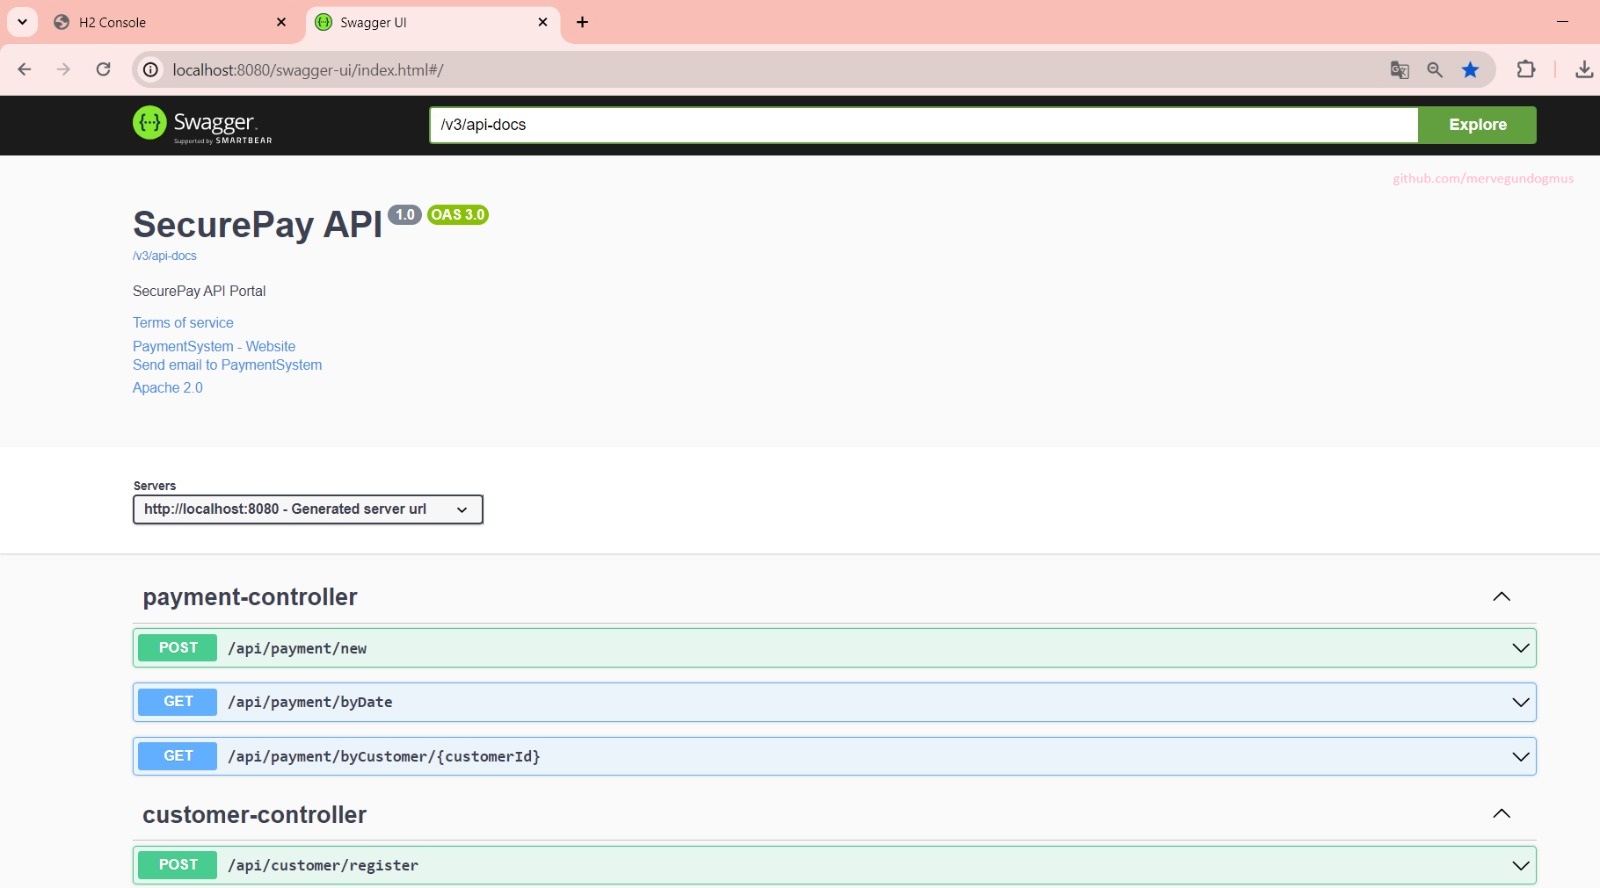 H2 Console
Swagger UI
localhost:8080/swagger-ui/index.html#/
Swagger
Supported by SMARTBEAR
/v3/api-docs
Explore
github.com/mervegundogmus
SecurePay API 1.0 OAS 3.0
/v3/api-docs
SecurePay API Portal
Terms of service
PaymentSystem - Website
Send email to PaymentSystem
Apache 2.0
Servers
http://localhost:8080 - Generated server url
payment-controller
POST /api/payment/new
GET /api/payment/byDate
GET /api/payment/byCustomer/{customerId}
customer-controller
POST /api/customer/register